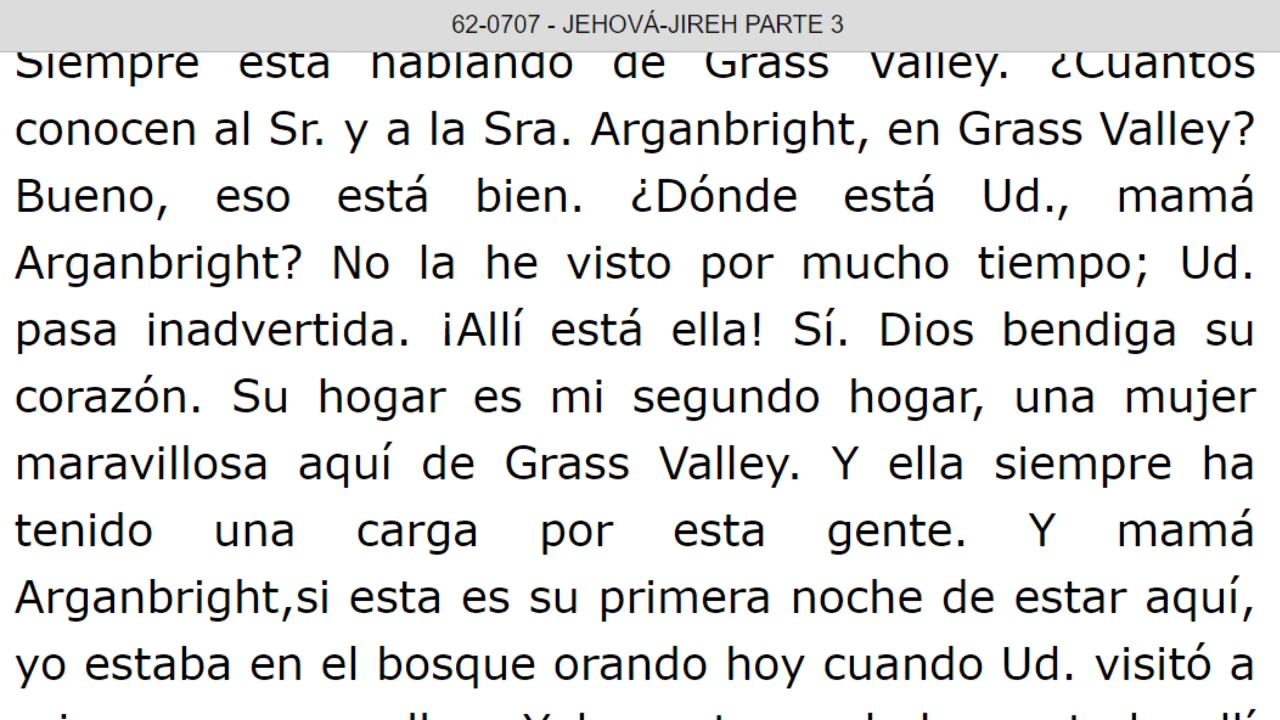 62-0707 - JEHOVÁ-JIREH PARTE 3
Siempre está hablando de Grass Valley. ¿Cuántos
conocen al Sr. y a la Sra. Arganbright, en Grass Valley?
Bueno, eso está bien. ¿Dónde está Ud., mamá
Arganbright? No la he visto por mucho tiempo; Ud.
pasa inadvertida. ¡Allí está ella! Sí. Dios bendiga su
corazón. Su hogar es mi segundo hogar, una mujer
maravillosa aquí de Grass Valley. Y ella siempre ha
tenido una carga por esta gente. Y mamá
Arganbright,si esta es su primera noche de estar aquí,
yo estaba en el bosque orando hoy cuando Ud. visitó a